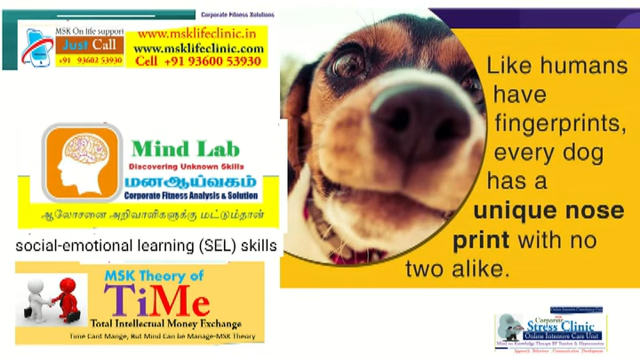 Corporate Fitness Solutions
MSK On life support
Just Call
+91 93602 53930
www.msklifeclinic.in
www.msklifeclinic.com
Cell +91 93600 53930
Mind Lab
Discovering Unknown Skills
மனஆய்வகம்
Corporate Fitness Analysis & Solution
ஆலோசனை அறிவாளிகளுக்கு மட்டும்தான்
social-emotional learning (SEL) skills
MSK Theory of
TiMe
Total Intellectual Money Exchange
Time Cant Mange, But Mind can be Manage-MSK Theory
Like humans
have
fingerprints,
every dog
has a
unique nose
print with no
two alike.
Corporate
Stress Clinic
Online Intensive Care Unit